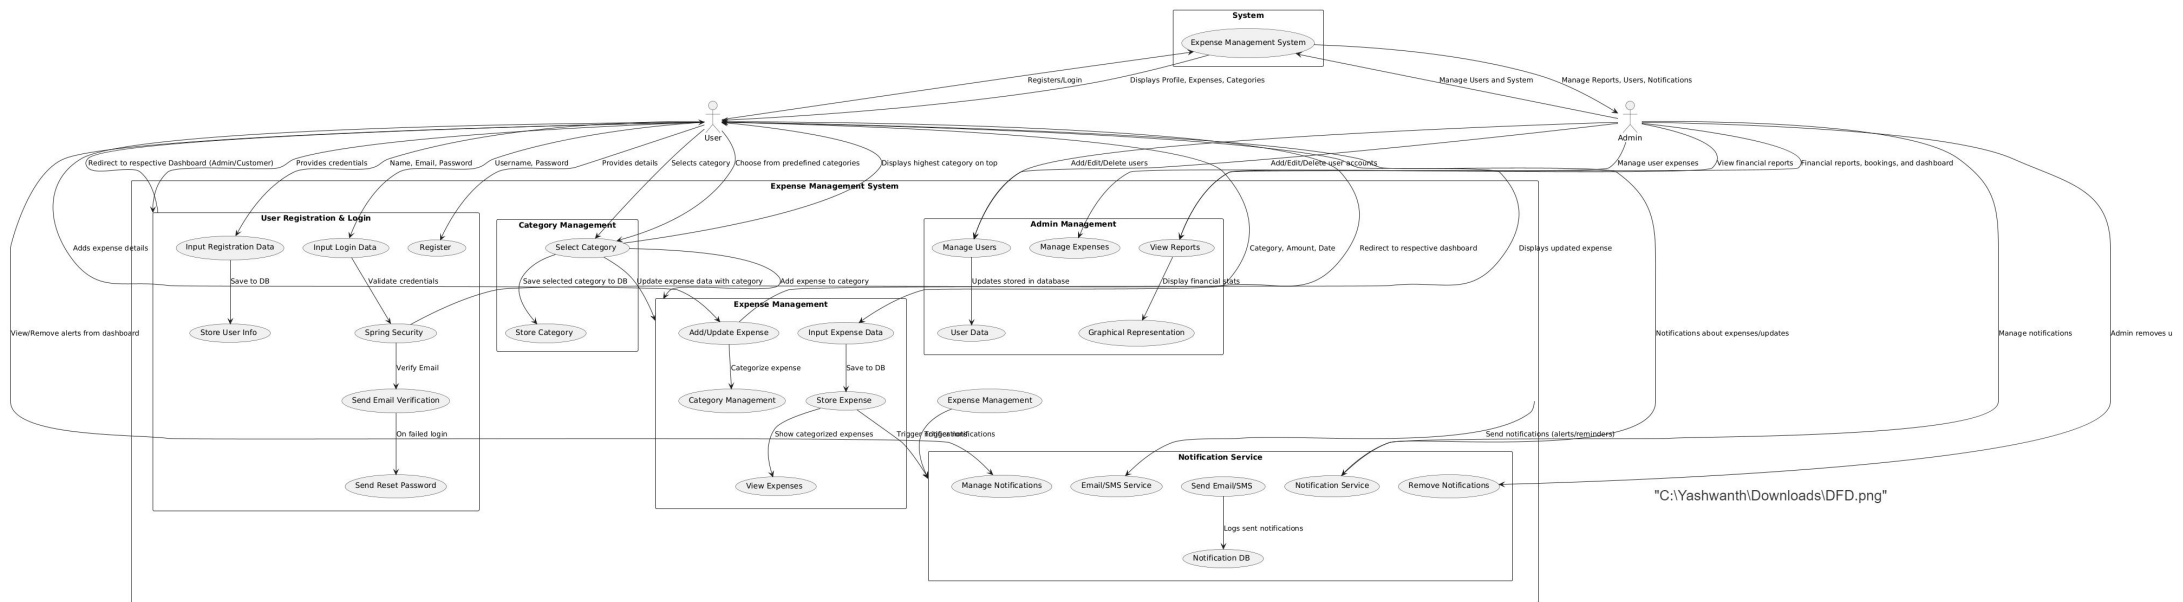 System
Expense Management System
Registers/Login
Displays Profile, Expenses, Categories
Manage Users and System
Manage Reports, Users, Notifications
User
Admin
Redirect to respective Dashboard (Admin/Customer)
Provides credentials
Name, Email, Password
Username, Password
Provides details
Selects category
Choose from predefined categories
Displays highest category on top
Add/Edit/Delete users
Add/Edit/Delete user accounts
Manage user expenses
View financial reports
Financial reports, bookings, and dashboard
Expense Management System
User Registration & Login
Category Management
Admin Management
Input Registration Data
Input Login Data
Register
Select Category
Manage Users
Manage Expenses
View Reports
Adds expense details
Category, Amount, Date
Redirect to respective dashboard
Displays updated expense
Save to DB
Validate credentials
Save selected category to DB
Update expense data with category
Add expense to category
Updates stored in database
Display financial stats
Expense Management
Store User Info
Spring Security
Store Category
Add/Update Expense
Input Expense Data
User Data
Graphical Representation
View/Remove alerts from dashboard
Notifications about expenses/updates
Manage notifications
Admin removes u
Verify Email
Categorize expense
Save to DB
Send Email Verification
Category Management
Store Expense
Expense Management
On failed login
Show categorized expenses
Trigger notifications
Trigger notifications
Send notifications (alerts/reminders)
Notification Service
Send Reset Password
View Expenses
Manage Notifications
Email/SMS Service
Send Email/SMS
Notification Service
Remove Notifications
"C:\Yashwanth\Downloads\DFD.png"
Logs sent notifications
Notification DB